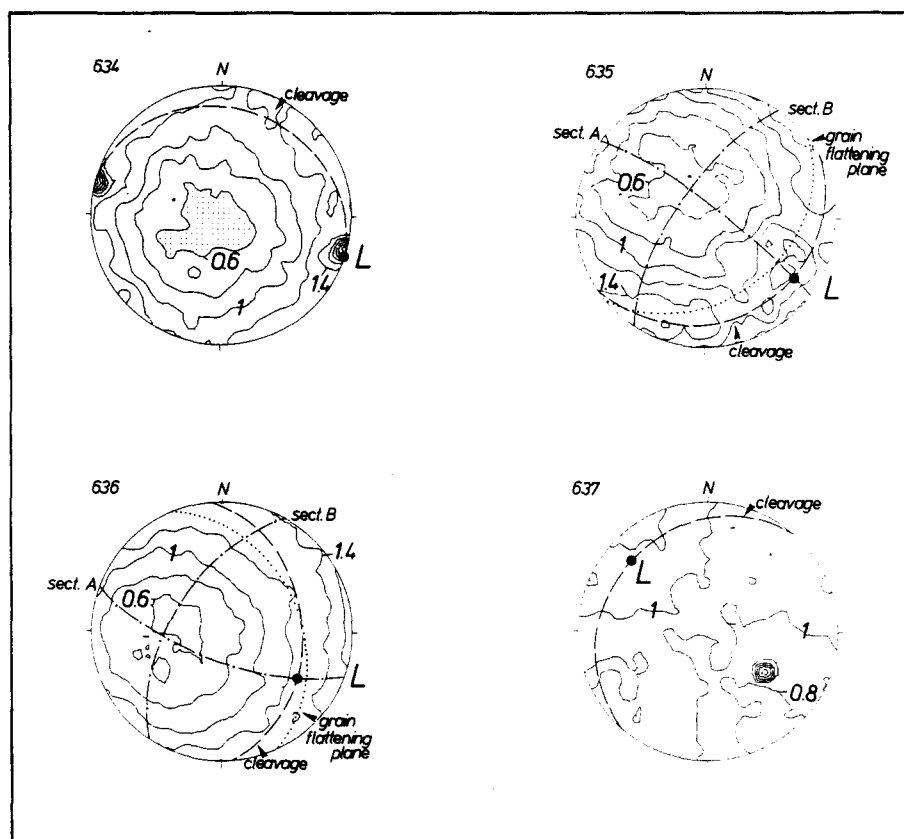 634
N
cleavage
0.6
L
1.4
1
635
N
sect. B
sect. A
grain
flattening
plane
0.6
1
1.4
L
cleavage
636
N
sect. B
1.4
1
sect. A
0.6
L
grain
flattening
plane
cleavage
637
N
cleavage
L
1
1
0.8